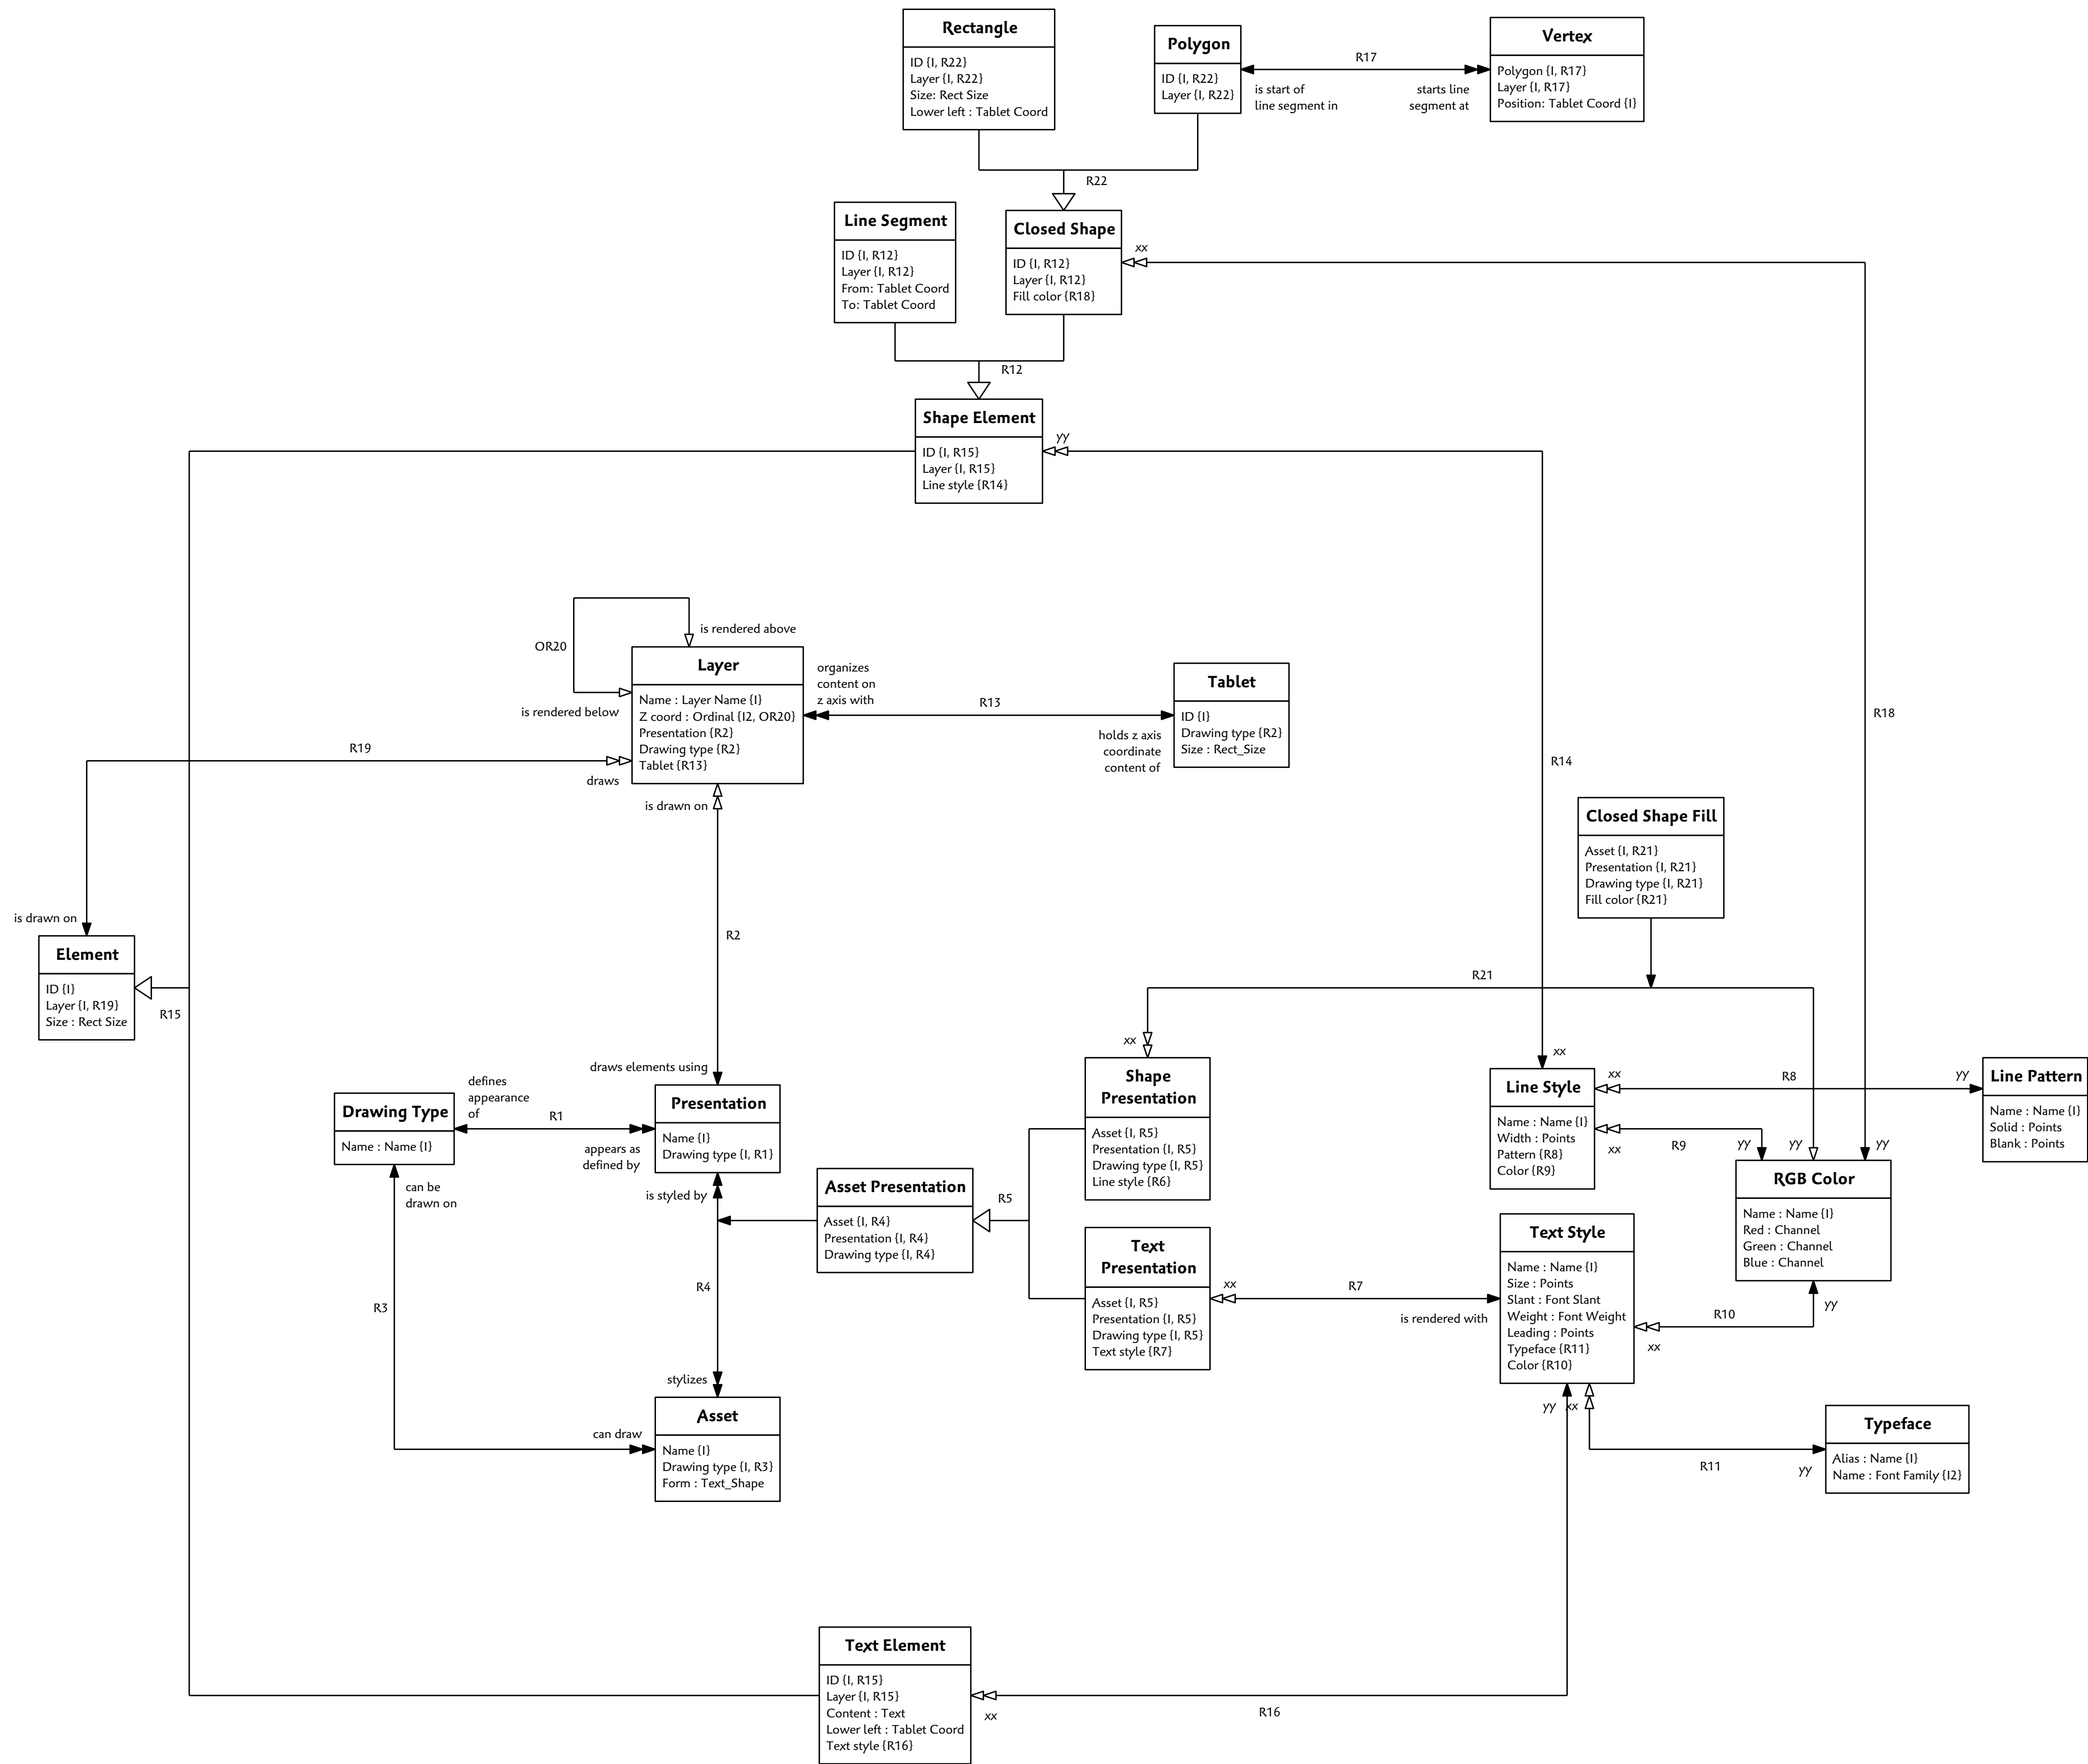 Rectangle
ID {I, R22}
Layer {I, R22}
Size: Rect Size
Lower left : Tablet Coord
Polygon
ID {I, R22}
Layer {I, R22}
R17
is start of
line segment in
starts line
segment at
Vertex
Polygon {I, R17}
Layer {I, R17}
Position: Tablet Coord {I}
R22
Line Segment
ID {I, R12}
Layer {I, R12}
From: Tablet Coord
To: Tablet Coord
Closed Shape
ID {I, R12}
Layer {I, R12}
Fill color {R18}
xx
R12
Shape Element
ID {I, R15}
Layer {I, R15}
Line style {R14}
yy
OR20
is rendered above
is rendered below
Layer
Name : Layer Name {I}
Z coord : Ordinal {I2, OR20}
Presentation {R2}
Drawing type {R2}
Tablet {R13}
organizes
content on
z axis with
R13
holds z axis
coordinate
content of
Tablet
ID {I}
Drawing type {R2}
Size : Rect_Size
R18
R14
R19
draws
is drawn on
Closed Shape Fill
Asset {I, R21}
Presentation {I, R21}
Drawing type {I, R21}
Fill color {R21}
is drawn on
Element
ID {I}
Layer {I, R19}
Size : Rect Size
R15
R2
R21
xx
draws elements using
xx
Drawing Type
Name : Name {I}
defines
appearance
of
R1
appears as
defined by
Presentation
Name {I}
Drawing type {I, R1}
Shape
Presentation
Asset {I, R5}
Presentation {I, R5}
Drawing type {I, R5}
Line style {R6}
Line Style
Name : Name {I}
Width : Points
Pattern {R8}
Color {R9}
xx
R8
yy
Line Pattern
Name : Name {I}
Solid : Points
Blank : Points
xx
R9
yy
yy
yy
RGB Color
Name : Name {I}
Red : Channel
Green : Channel
Blue : Channel
can be
drawn on
is styled by
Asset Presentation
Asset {I, R4}
Presentation {I, R4}
Drawing type {I, R4}
R5
Text
Presentation
Asset {I, R5}
Presentation {I, R5}
Drawing type {I, R5}
Text style {R7}
xx
R7
is rendered with
Text Style
Name : Name {I}
Size : Points
Slant : Font Slant
Weight : Font Weight
Leading : Points
Typeface {R11}
Color {R10}
R10
xx
yy
R3
R4
stylizes
can draw
Asset
Name {I}
Drawing type {I, R3}
Form : Text_Shape
yy
xx
R11
yy
Typeface
Alias : Name {I}
Name : Font Family {I2}
Text Element
ID {I, R15}
Layer {I, R15}
Content : Text
Lower left : Tablet Coord
Text style {R16}
xx
R16